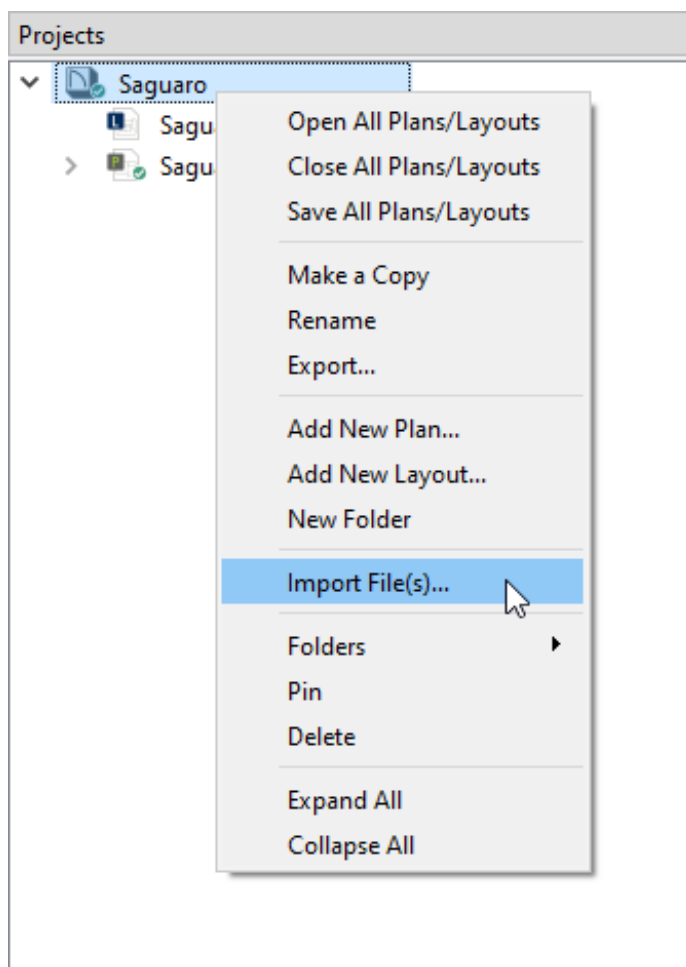 Projects
Saguaro
Sagu
Sagu
Open All Plans/Layouts
Close All Plans/Layouts
Save All Plans/Layouts
Make a Copy
Rename
Export...
Add New Plan...
Add New Layout...
New Folder
Import File(s)...
Folders
Pin
Delete
Expand All
Collapse All